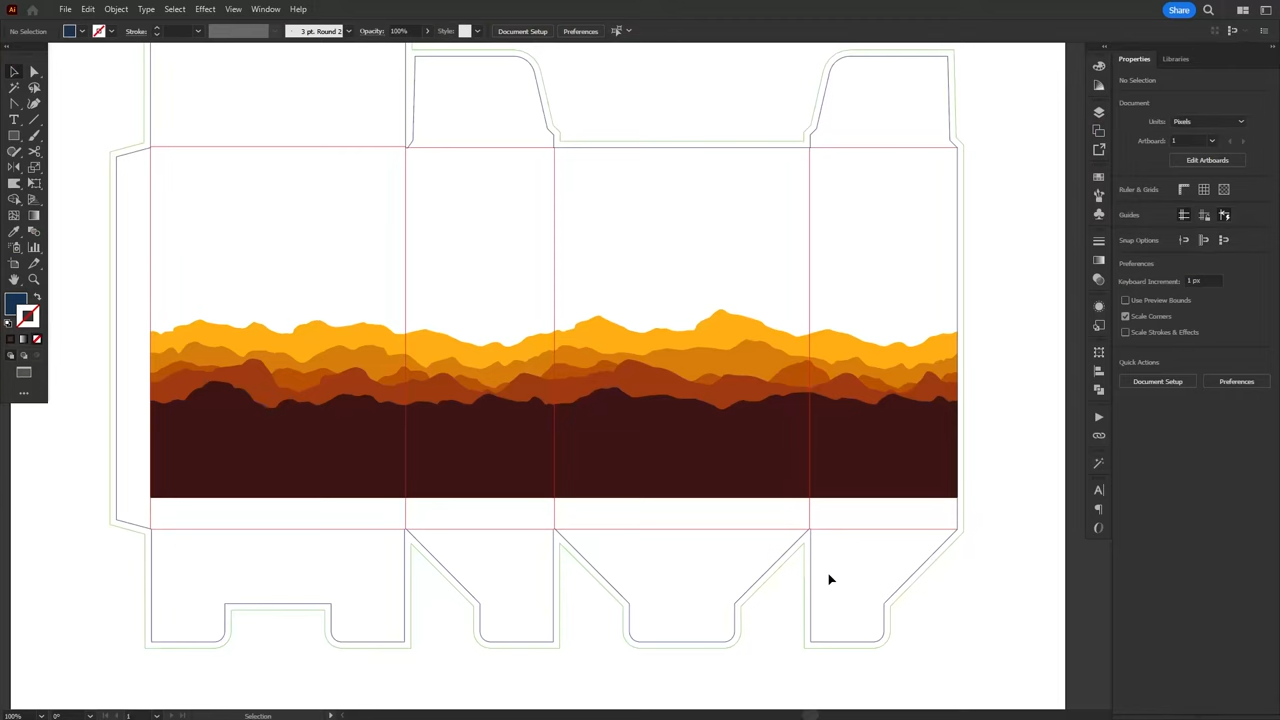 Ai File Edit Object Type Select Effect View Window Help Share
No Selection Stroke: 3 pt. Round 2 Opacity: 100% Style: Document Setup Preferences
Properties Libraries
No Selection
Document
Units: Pixels
Artboard: 1
Edit Artboards
Ruler & Grids
Guides
Snap Options
Preferences
Keyboard Increment: 1 px
Use Preview Bounds
Scale Corners
Scale Strokes & Effects
Quick Actions
Document Setup Preferences
100% 0° 1 Selection